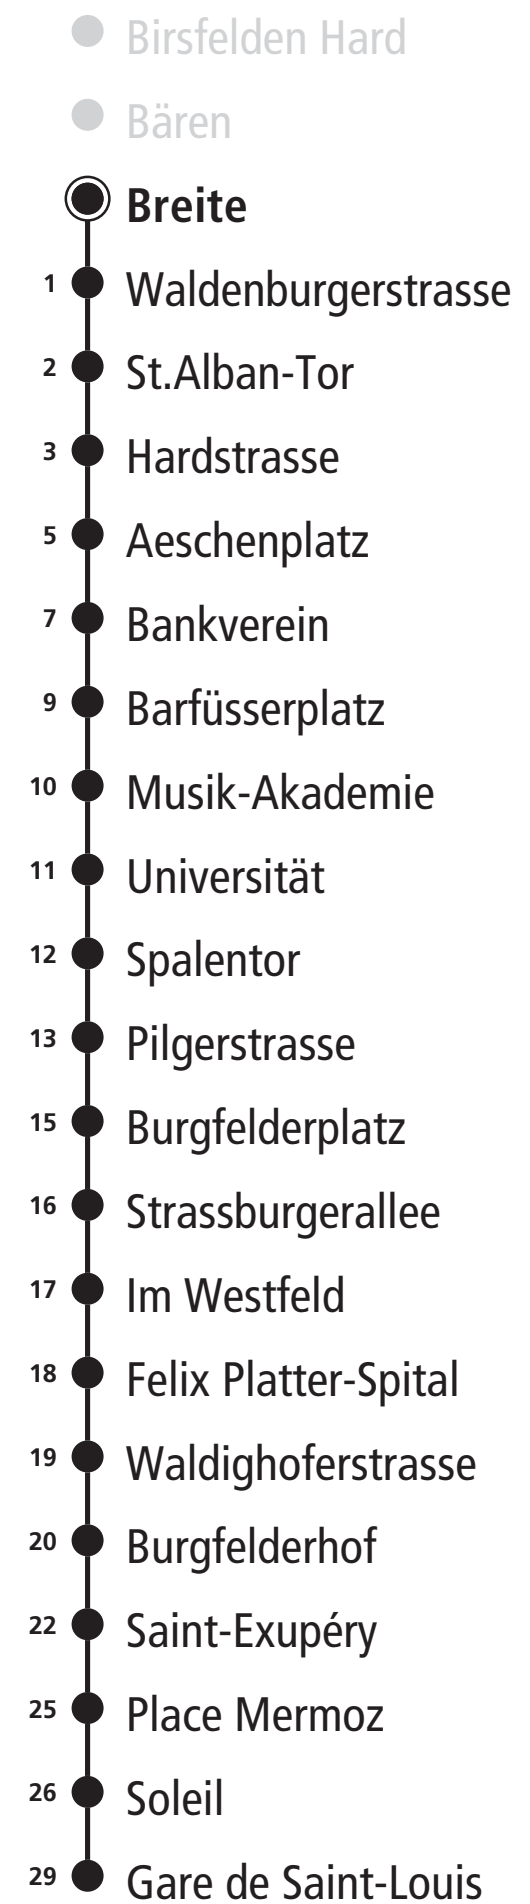 Birsfelden Hard
Bären
Breite
1 Waldenburgerstrasse
2 St.Alban-Tor
3 Hardstrasse
5 Aeschenplatz
7 Bankverein
9 Barfüsserplatz
10 Musik-Akademie
11 Universität
12 Spalentor
13 Pilgerstrasse
15 Burgfelderplatz
16 Strassburgerallee
17 Im Westfeld
18 Felix Platter-Spital
19 Waldighoferstrasse
20 Burgfelderhof
22 Saint-Exupéry
25 Place Mermoz
26 Soleil
29 Gare de Saint-Louis